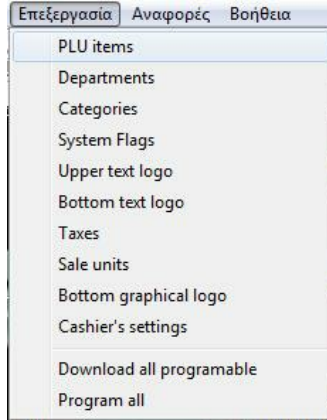 Επεξεργασία Αναφορές Βοήθεια
PLU items
Departments
Categories
System Flags
Upper text logo
Bottom text logo
Taxes
Sale units
Bottom graphical logo
Cashier's settings
Download all programable
Program all